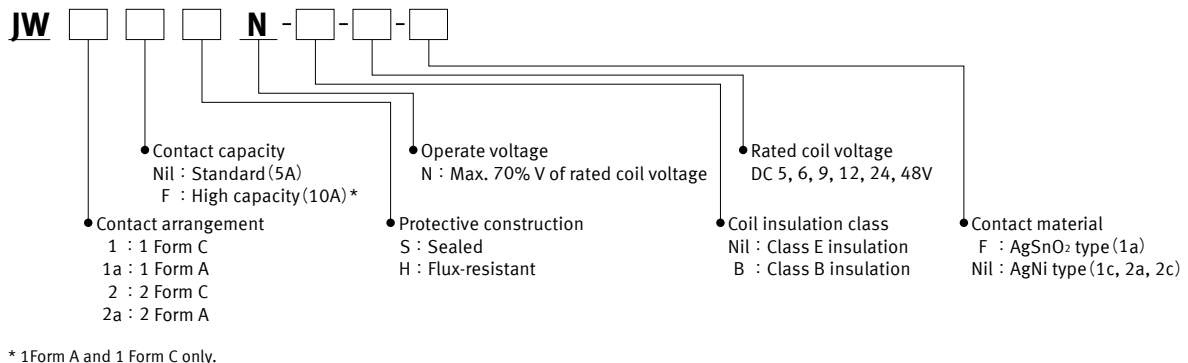 JW N - - -
Contact capacity
Nil : Standard (5A)
F : High capacity (10A) *
Operate voltage
N : Max. 70% V of rated coil voltage
Rated coil voltage
DC 5, 6, 9, 12, 24, 48V
Contact arrangement
1 : 1 Form C
1a : 1 Form A
2 : 2 Form C
2a : 2 Form A
Protective construction
S : Sealed
H : Flux-resistant
Coil insulation class
Nil : Class E insulation
B : Class B insulation
Contact material
F : AgSnO2 type (1a)
Nil : AgNi type (1c, 2a, 2c)
* 1Form A and 1 Form C only.